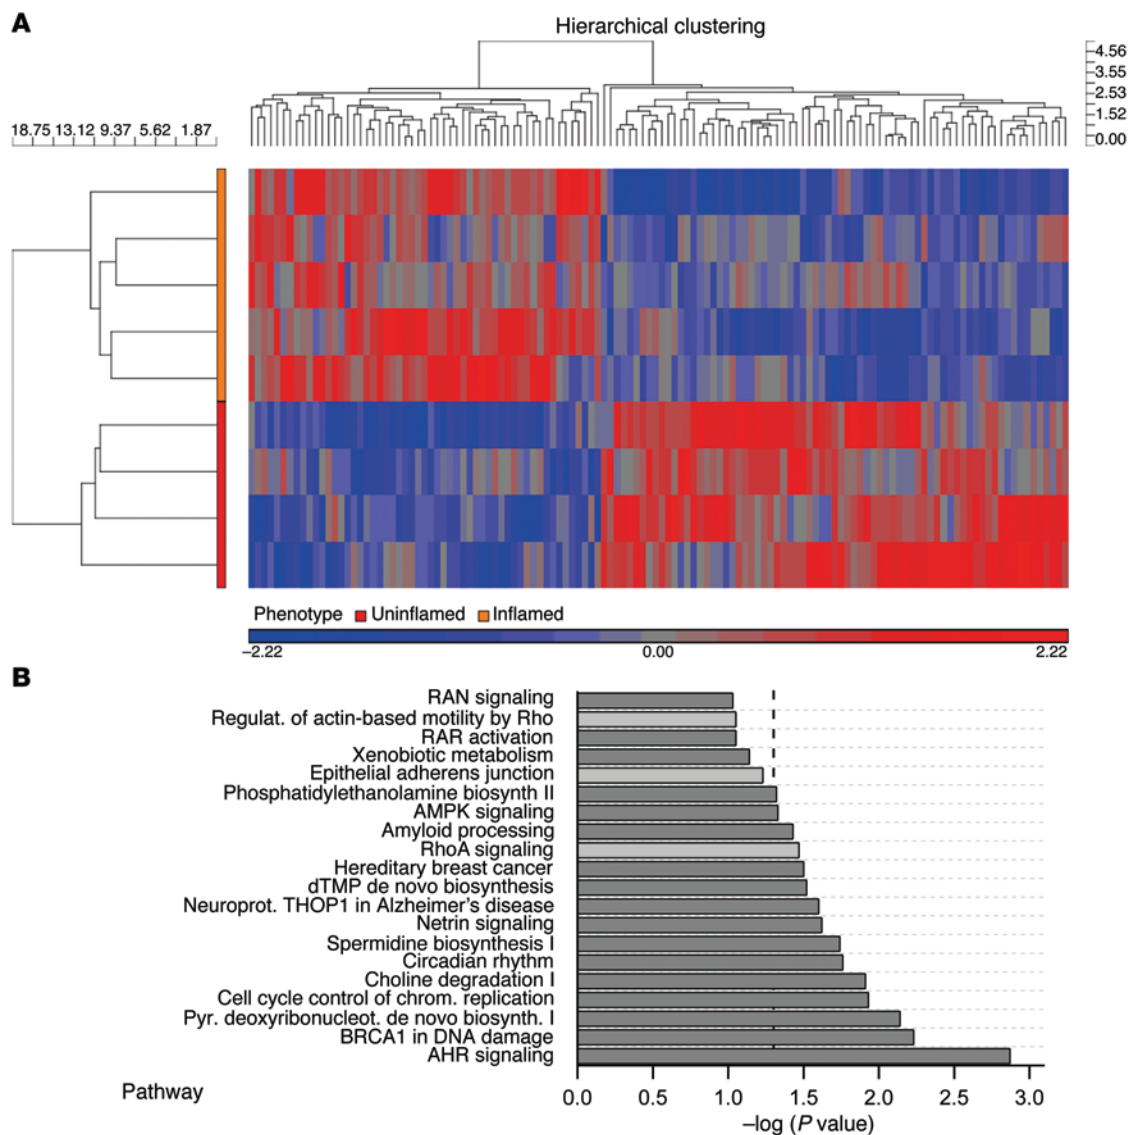 A
Hierarchical clustering
4.56
3.55
2.53
1.52
0.00
18.75 13.12 9.37 5.62 1.87
Phenotype Uninflamed Inflamed
−2.22 0.00 2.22
B
RAN signaling
Regulat. of actin-based motility by Rho
RAR activation
Xenobiotic metabolism
Epithelial adherens junction
Phosphatidylethanolamine biosynth II
AMPK signaling
Amyloid processing
RhoA signaling
Hereditary breast cancer
dTMP de novo biosynthesis
Neuroprot. THOP1 in Alzheimer's disease
Netrin signaling
Spermidine biosynthesis I
Circadian rhythm
Choline degradation I
Cell cycle control of chrom. replication
Pyr. deoxyribonucleot. de novo biosynth. I
BRCA1 in DNA damage
AHR signaling
Pathway
0.0 0.5 1.0 1.5 2.0 2.5 3.0
−log (P value)